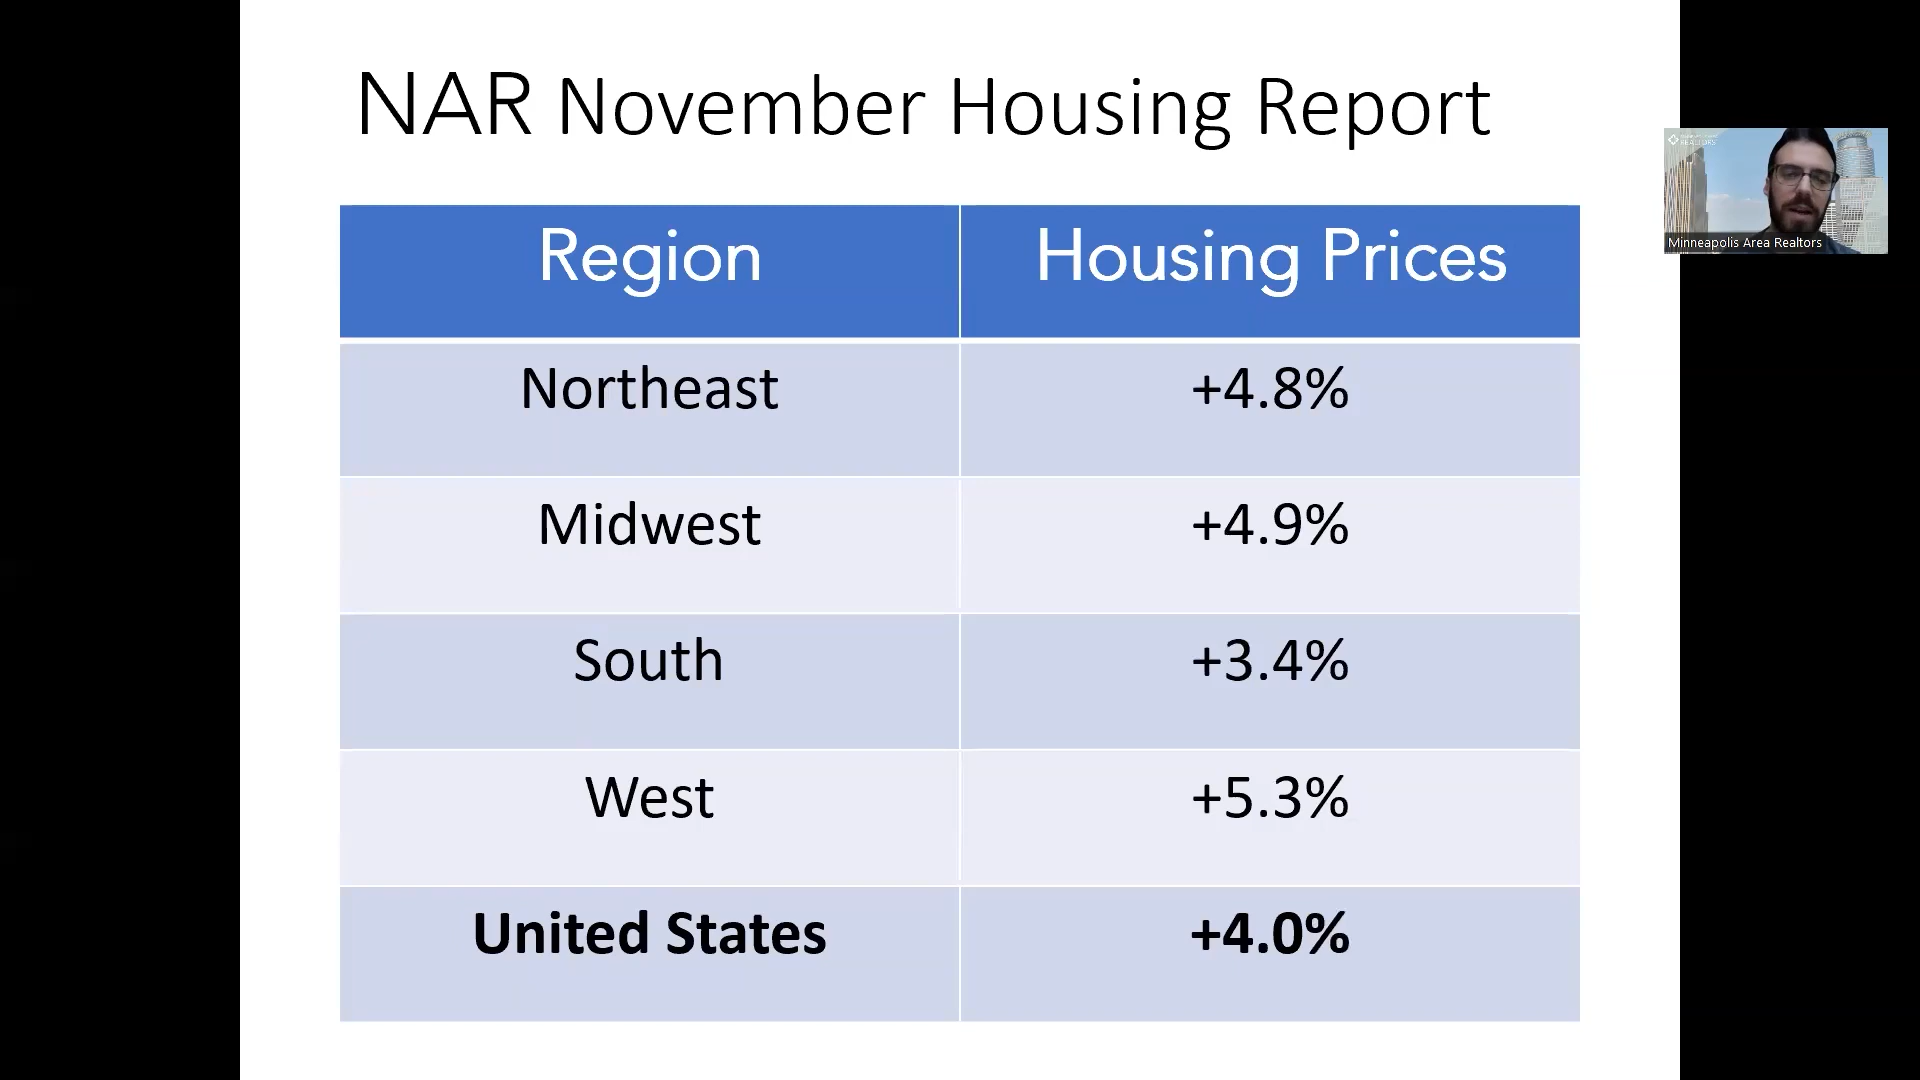 NAR November Housing Report
Region Housing Prices
Northeast +4.8%
Midwest +4.9%
South +3.4%
West +5.3%
United States +4.0%
REALTORS
Minneapolis Area Realtors